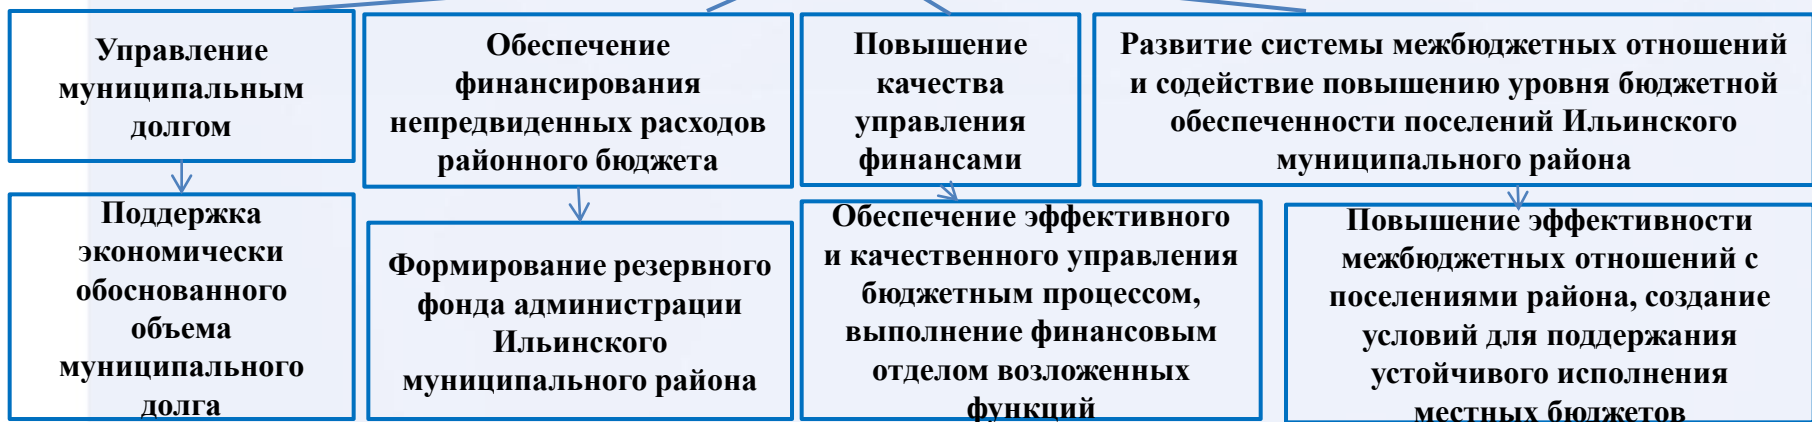 Управление
муниципальным
долгом
Обеспечение
финансирования
непредвиденных расходов
районного бюджета
Повышение
качества
управления
финансами
Развитие системы межбюджетных отношений
и содействие повышению уровня бюджетной
обеспеченности поселений Ильинского
муниципального района
Поддержка
экономически
обоснованного
объема
муниципального
долга
Формирование резервного
фонда администрации
Ильинского
муниципального района
Обеспечение эффективного
и качественного управления
бюджетным процессом,
выполнение финансовым
отделом возложенных
функций
Повышение эффективности
межбюджетных отношений с
поселениями района, создание
условий для поддержания
устойчивого исполнения
местных бюджетов